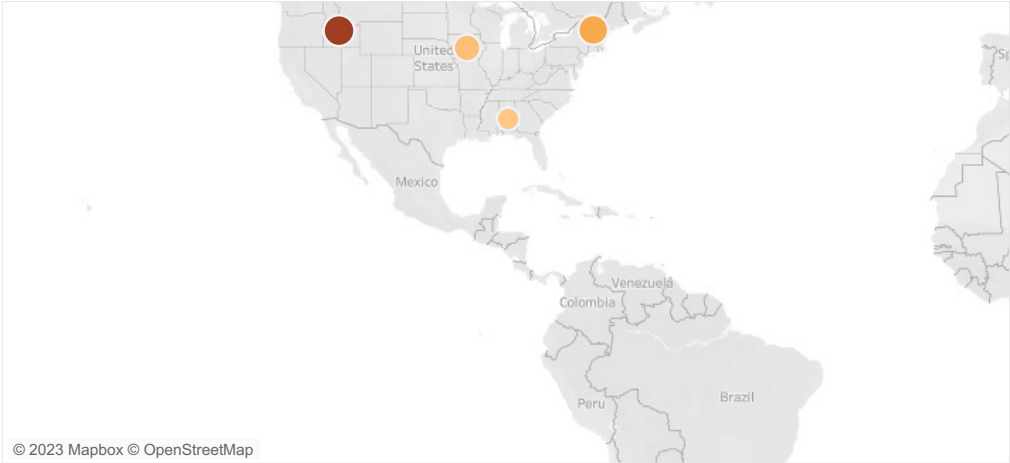 United
States
Mexico
Venezuela
Colombia
Peru
Brazil
© 2023 Mapbox © OpenStreetMap